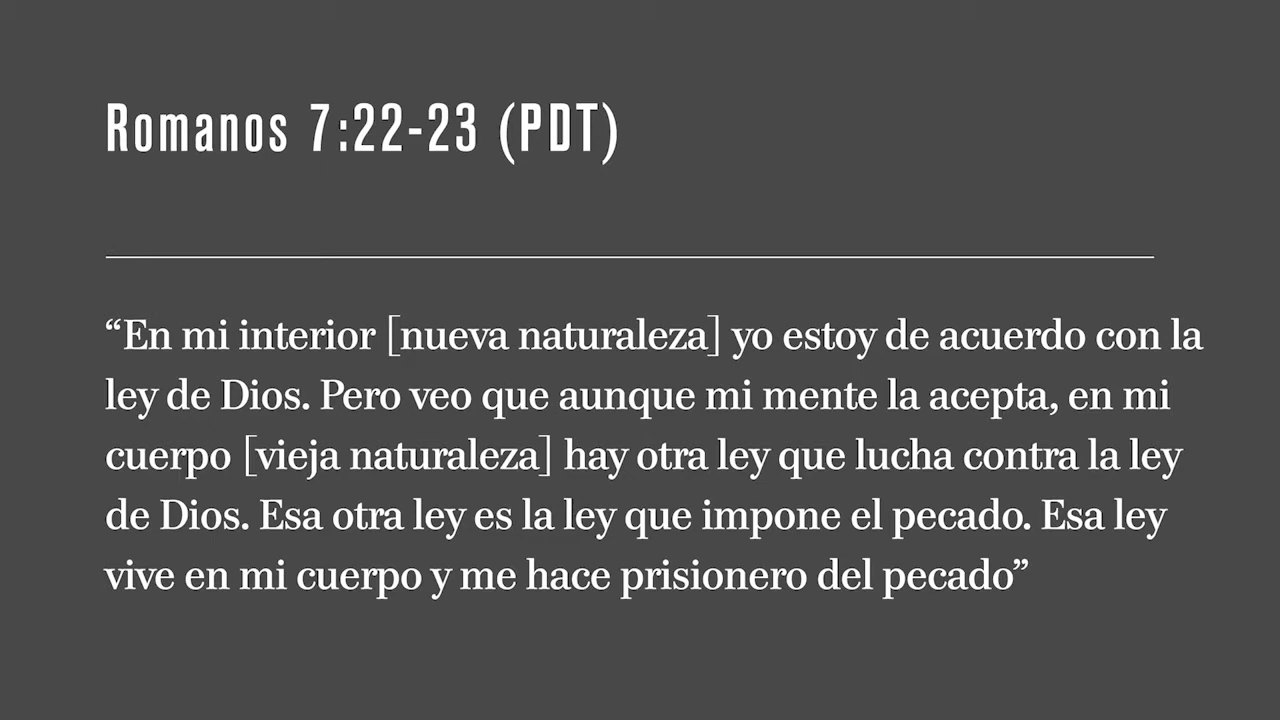 Romanos 7:22-23 (PDT)
“En mi interior [nueva naturaleza] yo estoy de acuerdo con la
ley de Dios. Pero veo que aunque mi mente la acepta, en mi
cuerpo [vieja naturaleza] hay otra ley que lucha contra la ley
de Dios. Esa otra ley es la ley que impone el pecado. Esa ley
vive en mi cuerpo y me hace prisionero del pecado”